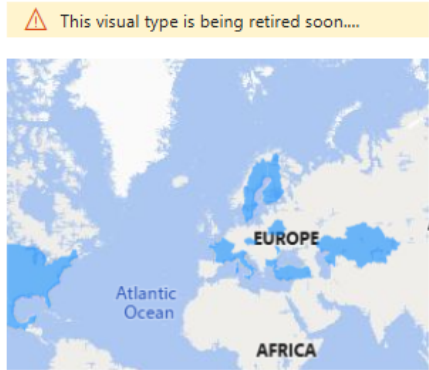 This visual type is being retired soon....
EUROPE
Atlantic
Ocean
AFRICA